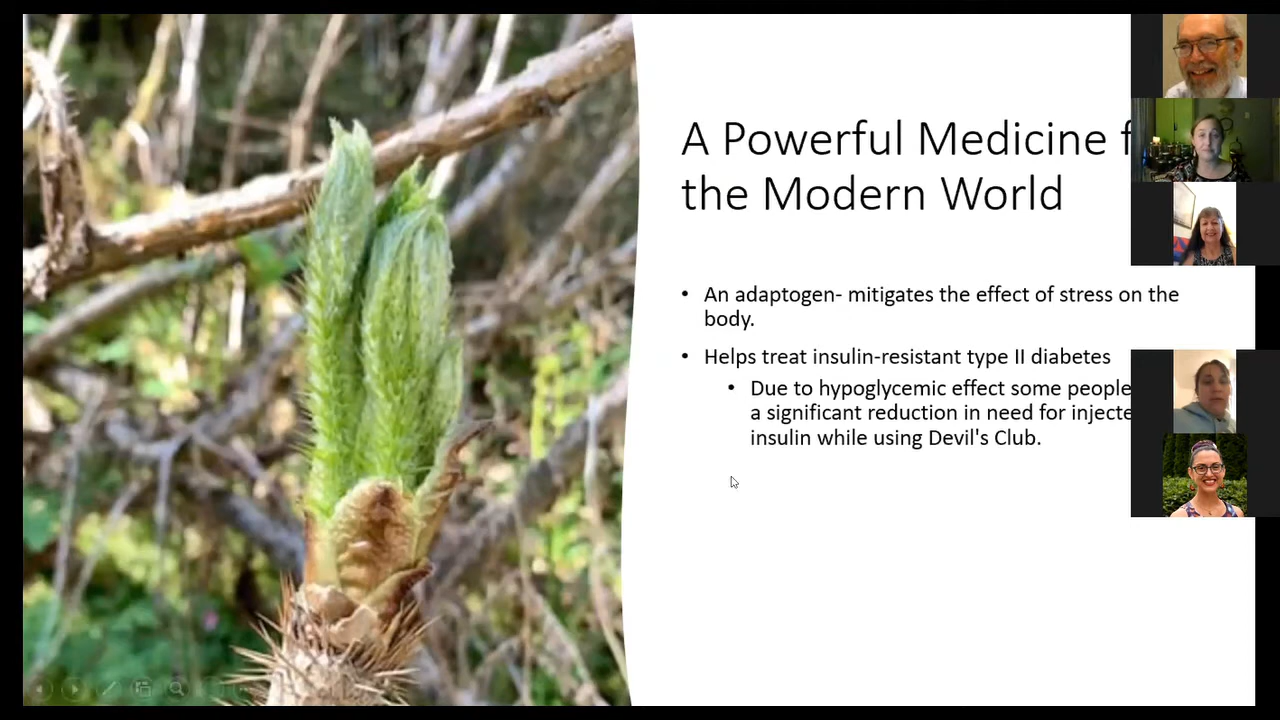 A Powerful Medicine f
the Modern World
• An adaptogen- mitigates the effect of stress on the
body.
• Helps treat insulin-resistant type II diabetes
• Due to hypoglycemic effect some people
a significant reduction in need for injecte
insulin while using Devil's Club.